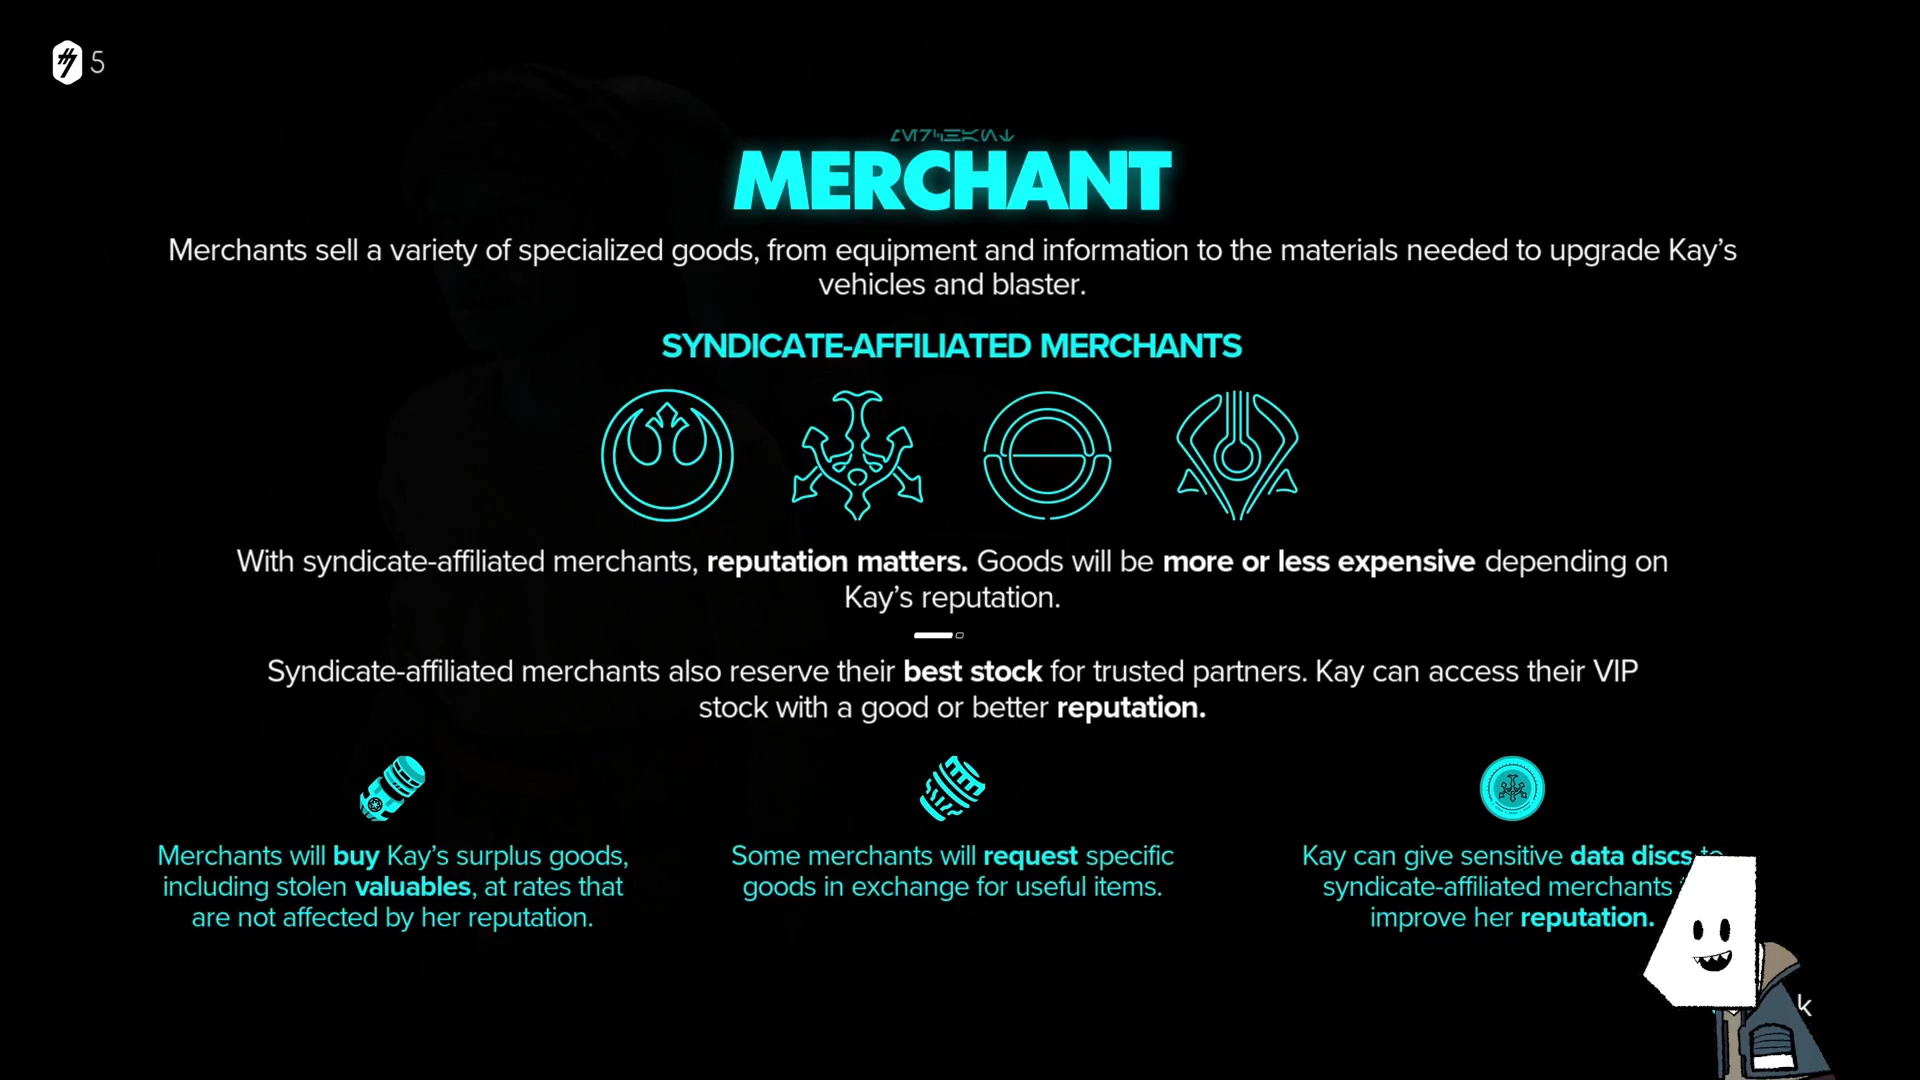 5
MERCHANT
Merchants sell a variety of specialized goods, from equipment and information to the materials needed to upgrade Kay’s
vehicles and blaster.
SYNDICATE-AFFILIATED MERCHANTS
With syndicate-affiliated merchants, reputation matters. Goods will be more or less expensive depending on
Kay’s reputation.
Syndicate-affiliated merchants also reserve their best stock for trusted partners. Kay can access their VIP
stock with a good or better reputation.
Merchants will buy Kay’s surplus goods,
including stolen valuables, at rates that
are not affected by her reputation.
Some merchants will request specific
goods in exchange for useful items.
Kay can give sensitive data discs to
syndicate-affiliated merchants
improve her reputation.
k